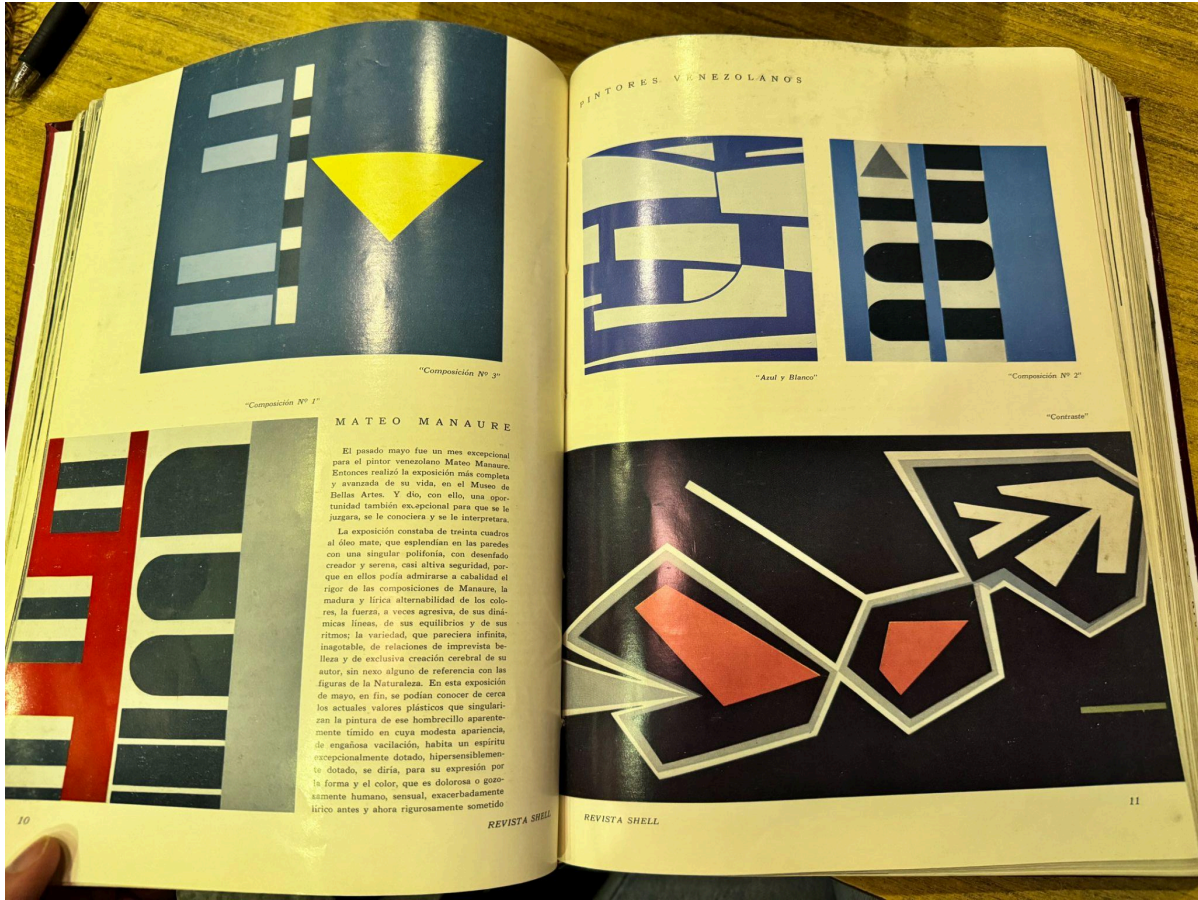 "Composición Nº 3"
"Composición Nº 1"
MATEO MANAURE
El pasado mayo fue un mes excepcional
para el pintor venezolano Mateo Manaure.
Entonces realizó la exposición más completa
y avanzada de su vida, en el Museo de
Bellas Artes. Y dio, con ello, una opor-
tunidad también excepcional para que se le
juzgara, se le conociera y se le interpretara.
La exposición constaba de treinta cuadros
al óleo mate, que esplendían en las paredes
con una singular polifonía, con desenfado
creador y serena, casi altiva seguridad, por-
que en ellos podía admirarse a cabalidad el
rigor de las composiciones de Manaure, la
madura y lírica alternabilidad de los colo-
res, la fuerza, a veces agresiva, de sus diná-
micas líneas, de sus equilibrios y de sus
ritmos; la variedad, que pareciera infinita,
inagotable, de relaciones de imprevista be-
lleza y de exclusiva creación cerebral de su
autor, sin nexo alguno de referencia con las
figuras de la Naturaleza. En esta exposición
de mayo, en fin, se podían conocer de cerca
los actuales valores plásticos que singulari-
zan la pintura de ese hombrecillo aparente-
mente tímido en cuya modesta apariencia,
de engañosa vacilación, habita un espíritu
excepcionalmente dotado, hipersensiblemen-
te dotado, se diría, para su expresión por
la forma y el color, que es dolorosa o gozo-
samente humano, sensual, exacerbadamente
lírico antes y ahora rigurosamente sometido
10
REVISTA SHELL
PINTORES VENEZOLANOS
"Azul y Blanco"
"Composición Nº 2"
"Contraste"
REVISTA SHELL
11